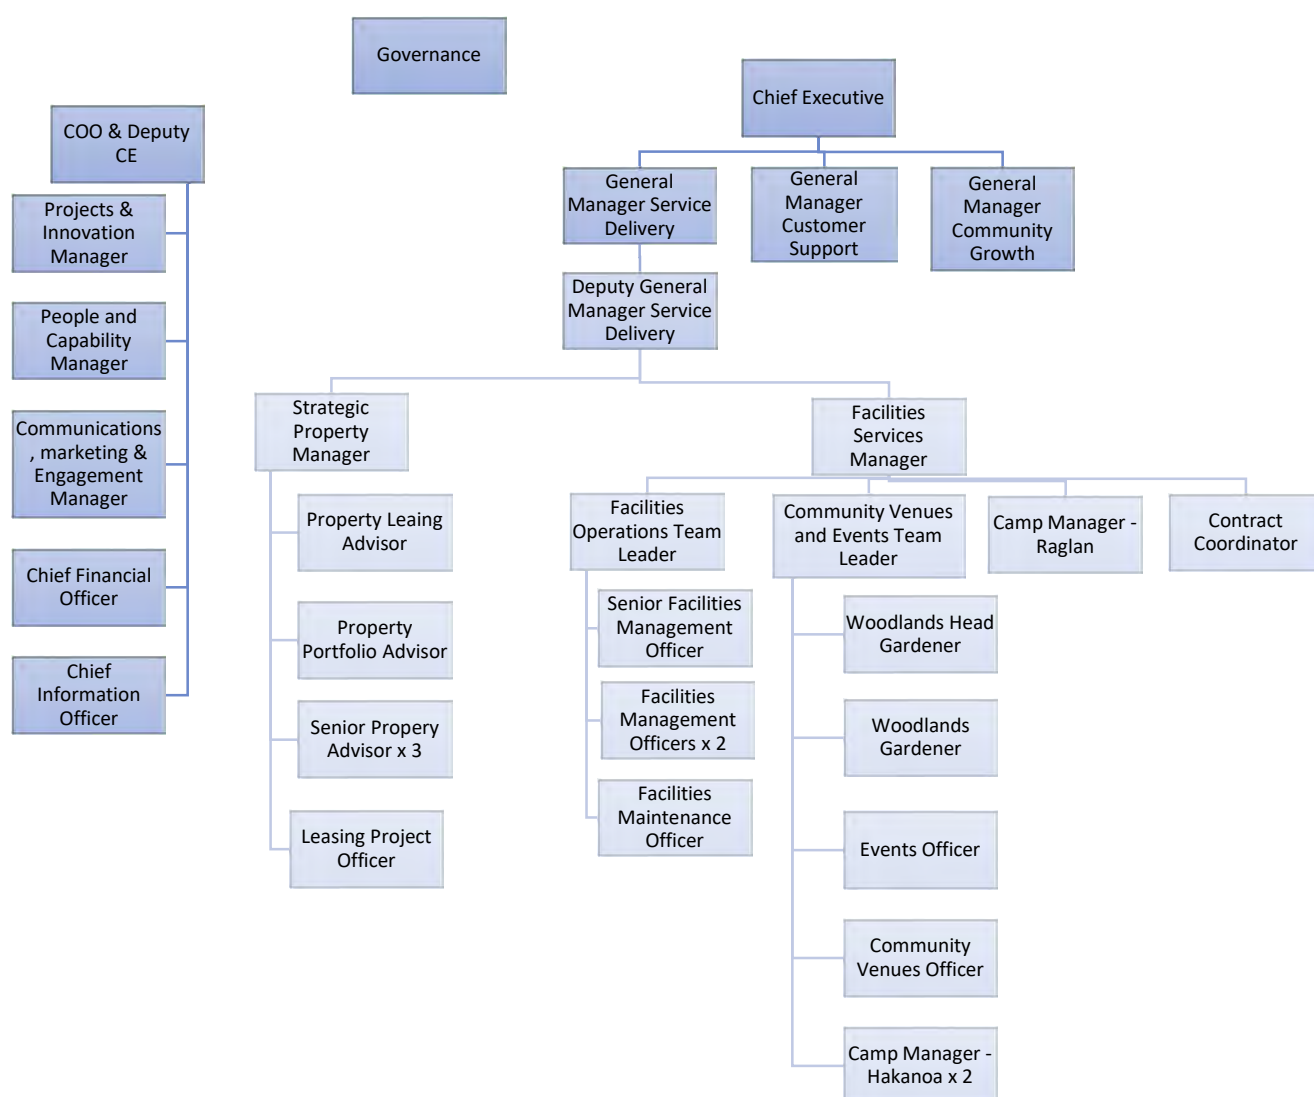 Governance
Chief Executive
COO & Deputy
CE
General
Manager Service
Delivery
General
Manager
Customer
Support
General
Manager
Community
Growth
Projects &
Innovation
Manager
Deputy General
Manager Service
Delivery
People and
Capability
Manager
Strategic
Property
Manager
Facilities
Services
Manager
Communications
, marketing &
Engagement
Manager
Chief Financial
Officer
Chief
Information
Officer
Property Leaing
Advisor
Property
Portfolio Advisor
Senior Propery
Advisor x 3
Leasing Project
Officer
Facilities
Operations Team
Leader
Community Venues
and Events Team
Leader
Camp Manager -
Raglan
Contract
Coordinator
Senior Facilities
Management
Officer
Facilities
Management
Officers x 2
Facilities
Maintenance
Officer
Woodlands Head
Gardener
Woodlands
Gardener
Events Officer
Community
Venues Officer
Camp Manager -
Hakanoa x 2